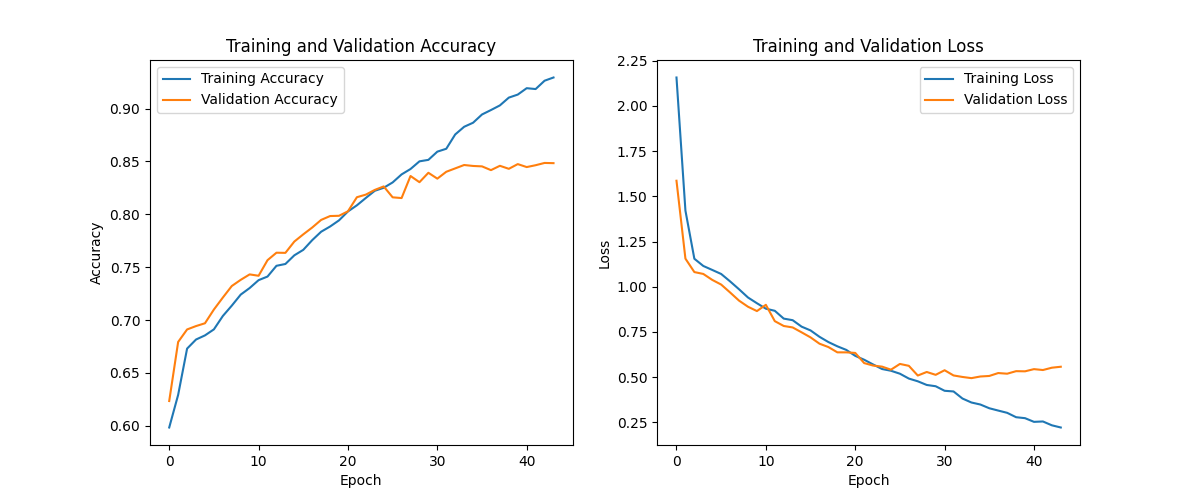 Training and Validation Accuracy
Training Accuracy
Validation Accuracy
0.90
0.85
0.80
0.75
0.70
0.65
0.60
Accuracy
0
10
20
30
40
Epoch
Training and Validation Loss
Training Loss
Validation Loss
2.25
2.00
1.75
1.50
1.25
1.00
0.75
0.50
0.25
Loss
0
10
20
30
40
Epoch